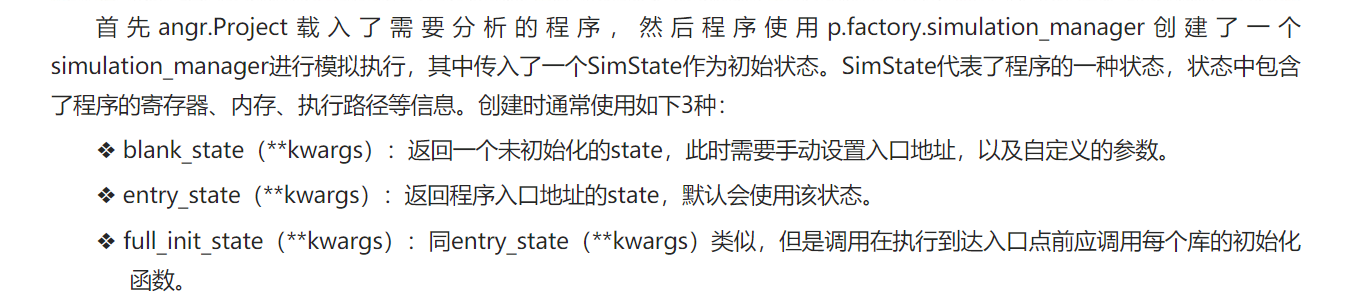 首先angr.Project载入了需要分析的程序，然后程序使用p.factory.simulation_manager创建了一个
simulation_manager进行模拟执行，其中传入了一个SimState作为初始状态。SimState代表了程序的一种状态，状态中包含
了程序的寄存器、内存、执行路径等信息。创建时通常使用如下3种：
❖ blank_state（**kwargs）：返回一个未初始化的state，此时需要手动设置入口地址，以及自定义的参数。
❖ entry_state（**kwargs）：返回程序入口地址的state，默认会使用该状态。
❖ full_init_state（**kwargs）：同entry_state（**kwargs）类似，但是调用在执行到达入口点前应调用每个库的初始化
函数。